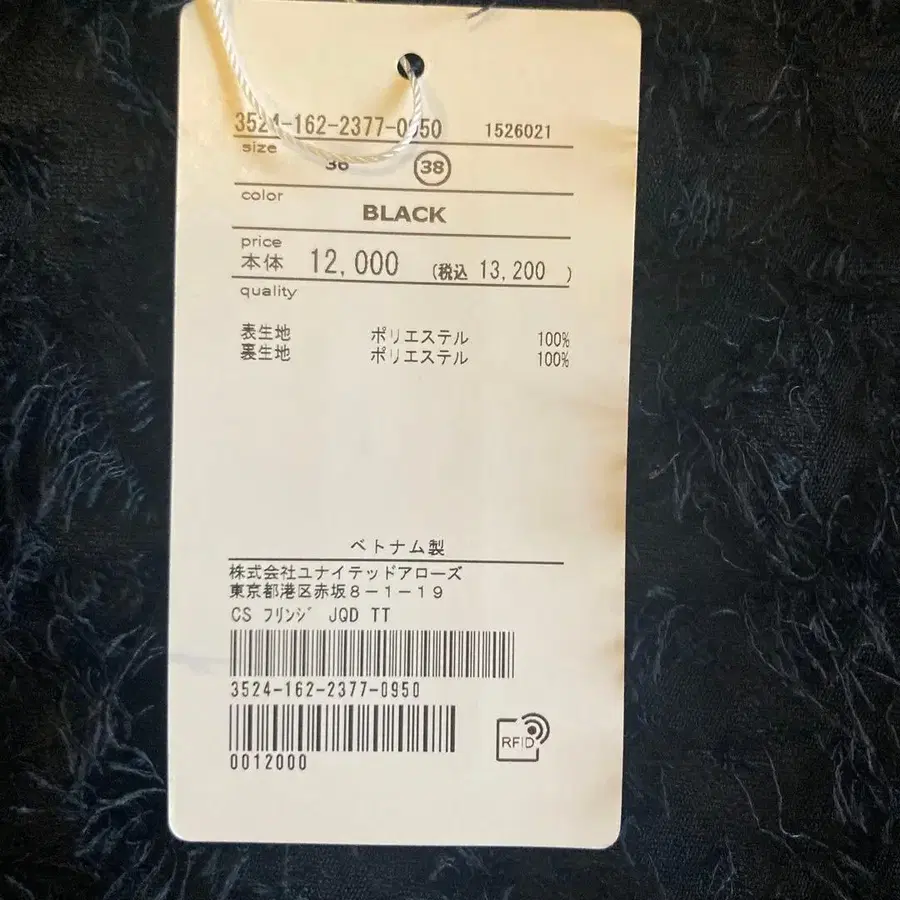 3524-162-2377-0950 1526021
size
36 38
color
BLACK
price
本体 12,000 (税込 13,200 )
quality
表生地 ポリエステル 100%
裏生地 ポリエステル 100%
ベトナム製
株式会社ユナイテッドアローズ
東京都港区赤坂8-1-19
CS フリンジ JQD TT
3524-162-2377-0950
0012000
RFID